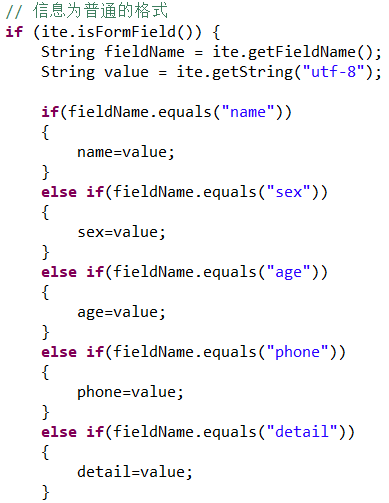 // 信息为普通的格式
if (ite.isFormField()) {
    String fieldName = ite.getFieldName();
    String value = ite.getString("utf-8");

    if(fieldName.equals("name"))
    {
        name=value;
    }
    else if(fieldName.equals("sex"))
    {
        sex=value;
    }
    else if(fieldName.equals("age"))
    {
        age=value;
    }
    else if(fieldName.equals("phone"))
    {
        phone=value;
    }
    else if(fieldName.equals("detail"))
    {
        detail=value;
    }